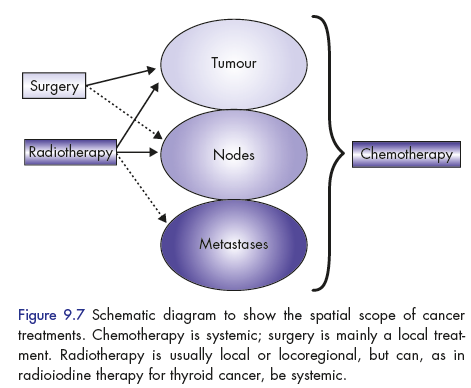 Tumour
Surgery
Radiotherapy
Nodes
Chemotherapy
Metastases
Figure 9.7 Schematic diagram to show the spatial scope of cancer
treatments. Chemotherapy is systemic; surgery is mainly a local treat-
ment. Radiotherapy is usually local or locoregional, but can, as in
radioiodine therapy for thyroid cancer, be systemic.